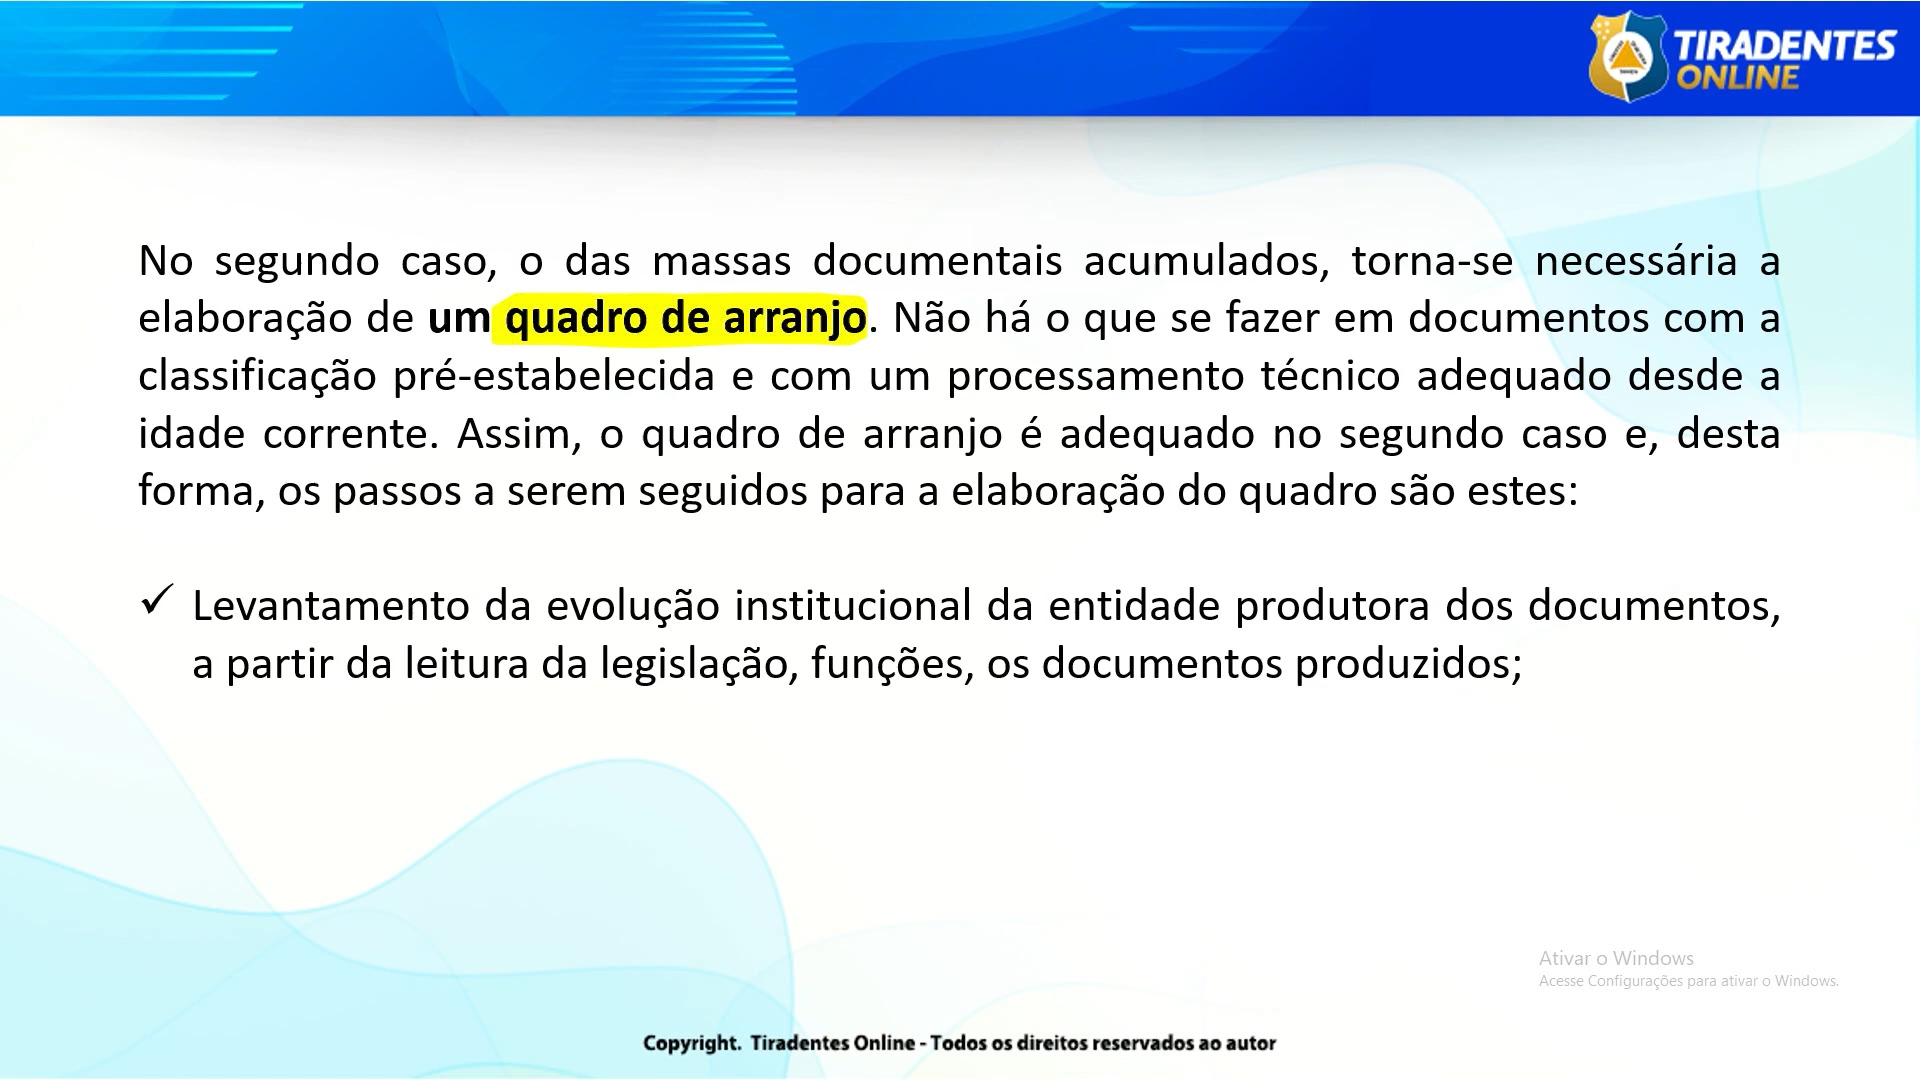 TIRADENTES
ONLINE
No segundo caso, o das massas documentais acumulados, torna-se necessária a
elaboração de um quadro de arranjo. Não há o que se fazer em documentos com a
classificação pré-estabelecida e com um processamento técnico adequado desde a
idade corrente. Assim, o quadro de arranjo é adequado no segundo caso e, desta
forma, os passos a serem seguidos para a elaboração do quadro são estes:
✓ Levantamento da evolução institucional da entidade produtora dos documentos,
a partir da leitura da legislação, funções, os documentos produzidos;
Ativar o Windows
Acesse Configurações para ativar o Windows.
Copyright. Tiradentes Online - Todos os direitos reservados ao autor